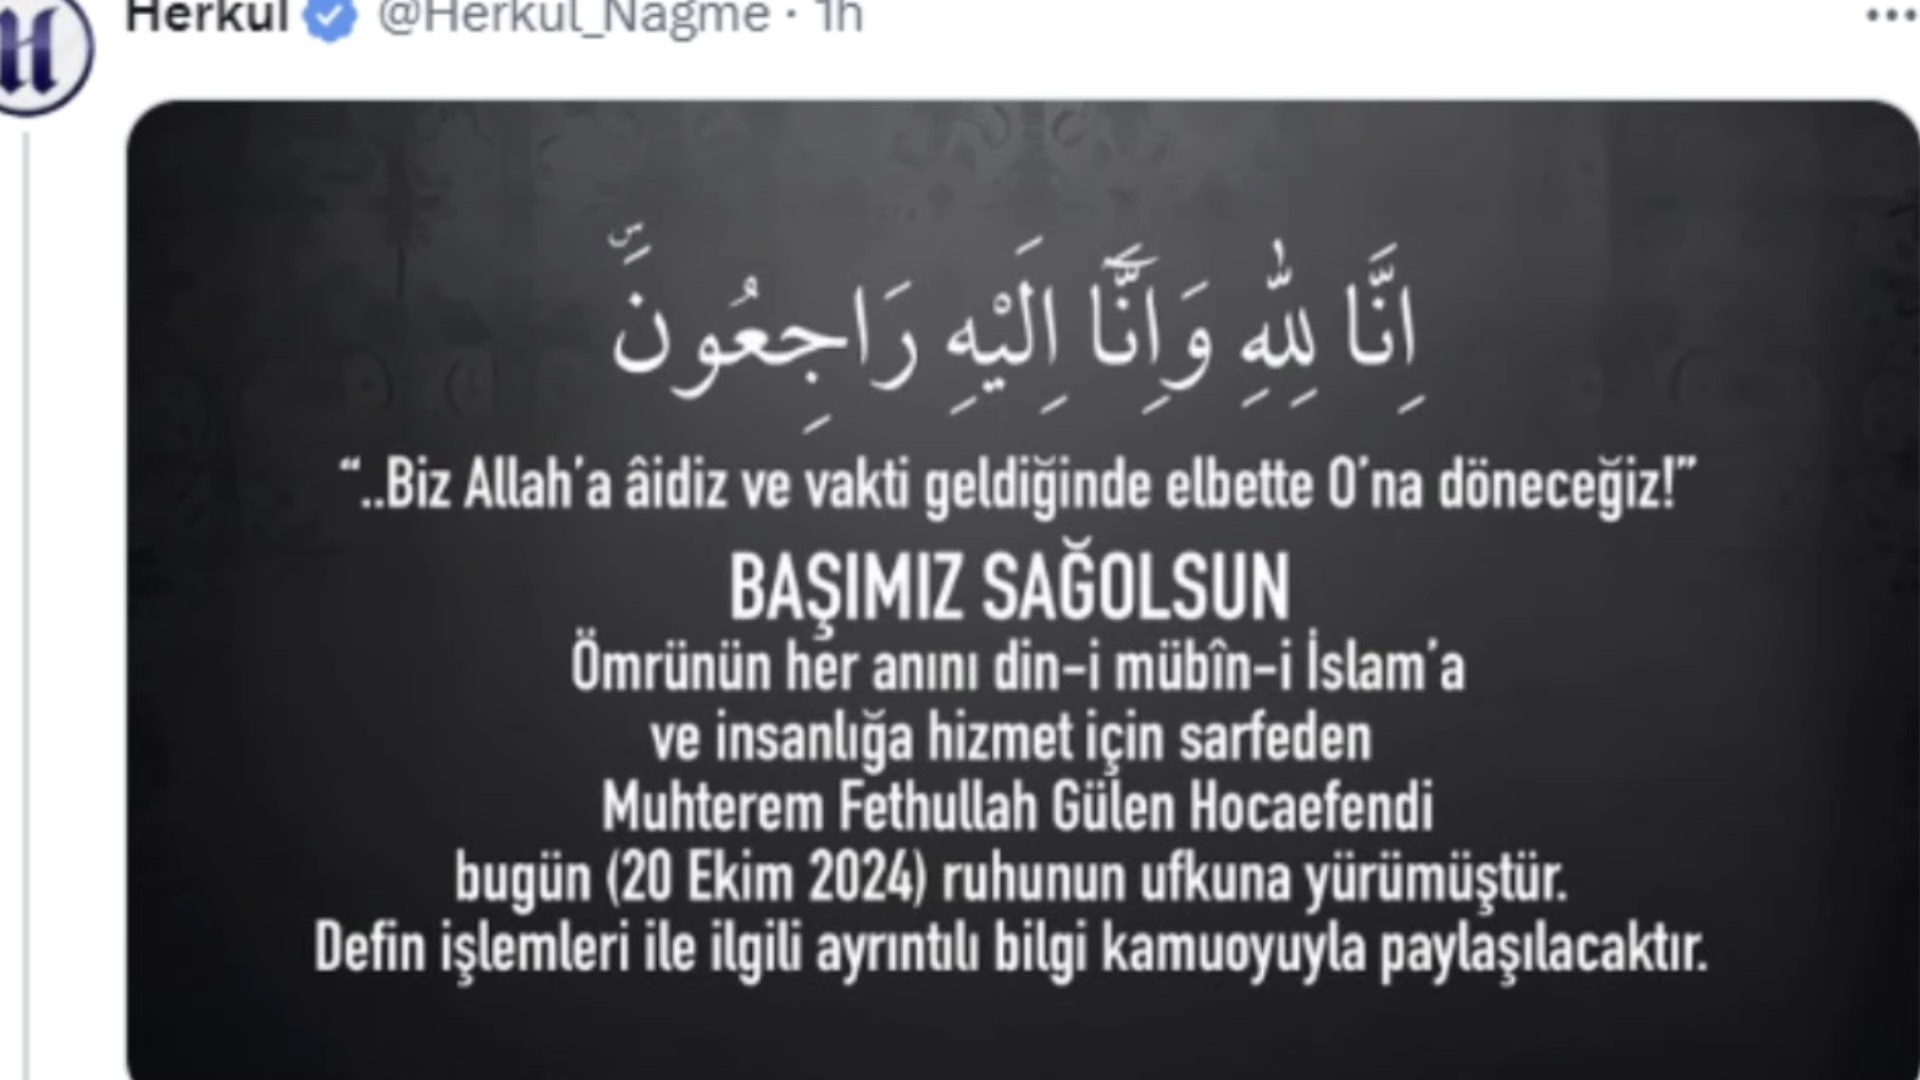 Herkul @Herkul_Nagme · 1h
اِنَّا لِلّٰهِ وَاِنَّٓا اِلَيْهِ رَاجِعُونَۜ
“..Biz Allah’a âidiz ve vakti geldiğinde elbette O’na döneceğiz!”
BAŞIMIZ SAĞOLSUN
Ömrünün her anını din-i mübîn-i İslam’a
ve insanlığa hizmet için sarfeden
Muhterem Fethullah Gülen Hocaefendi
bugün (20 Ekim 2024) ruhunun ufkuna yürümüştür.
Defin işlemleri ile ilgili ayrıntılı bilgi kamuoyuyla paylaşılacaktır.